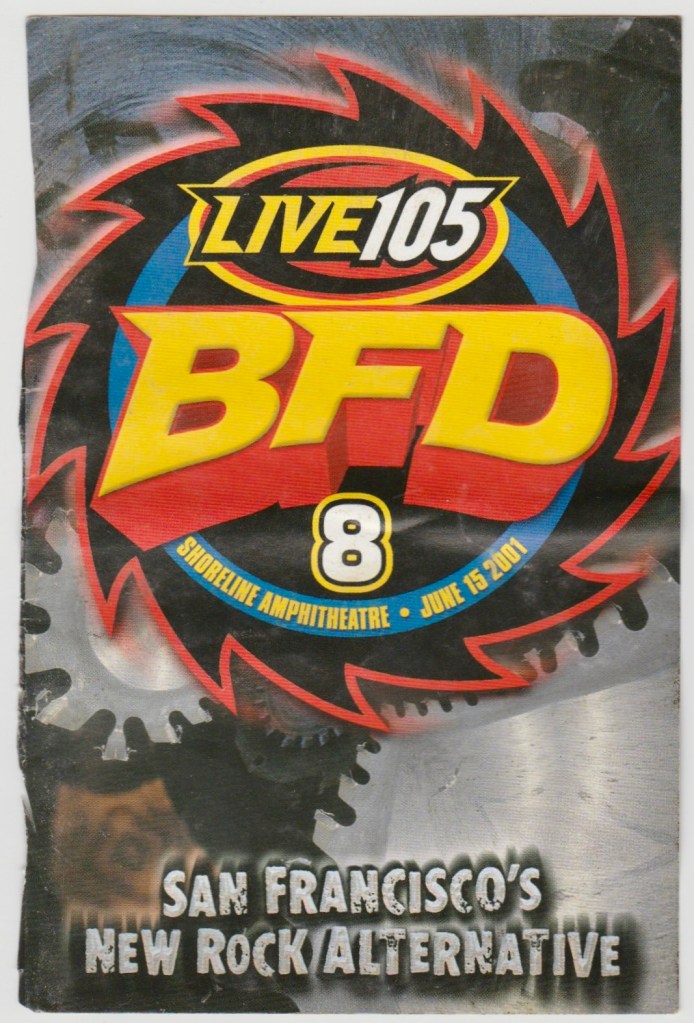 LIVE105
BFD
8
SHORELINE AMPHITHEATRE • JUNE 15 2001
SAN FRANCISCO'S
NEW ROCK ALTERNATIVE